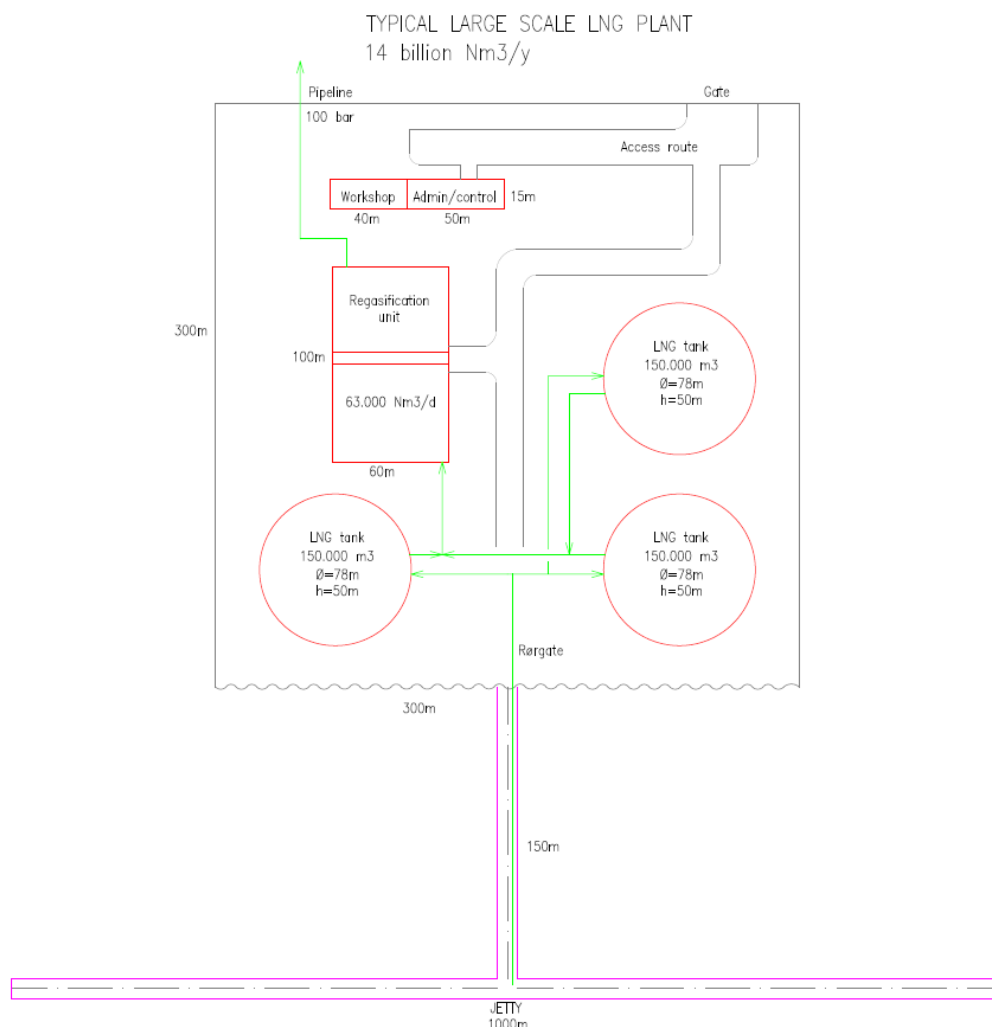 TYPICAL LARGE SCALE LNG PLANT
14 billion Nm3/y
Pipeline
100 bar
Gate
Access route
Workshop
Admin/control
15m
40m
50m
Regasification
unit
300m
100m
63.000 Nm3/d
60m
LNG tank
150.000 m3
Ø=78m
h=50m
LNG tank
150.000 m3
Ø=78m
h=50m
LNG tank
150.000 m3
Ø=78m
h=50m
Rørgate
300m
150m
JETTY
1000m